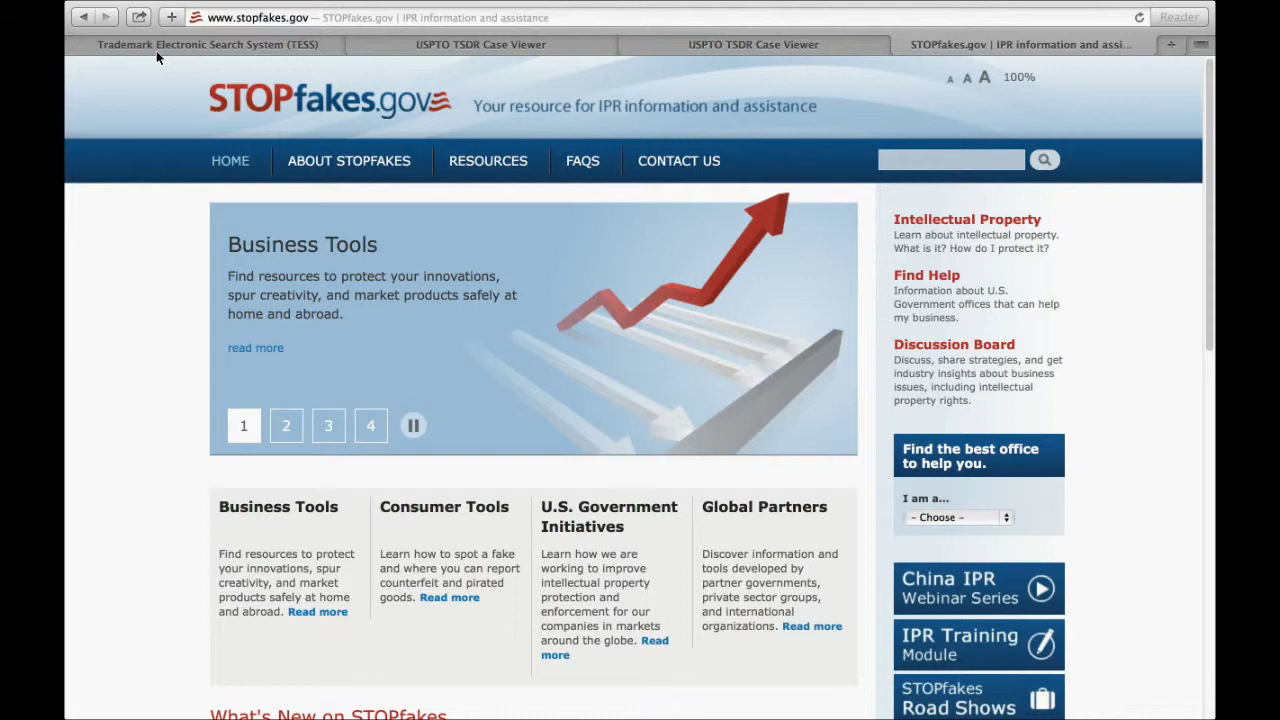 www.stopfakes.gov — STOPfakes.gov | IPR information and assistance
Reader
Trademark Electronic Search System (TESS)
USPTO TSDR Case Viewer
USPTO TSDR Case Viewer
STOPfakes.gov | IPR information and assi...
A A A 100%
STOPfakes.gov
Your resource for IPR information and assistance
HOME
ABOUT STOPFAKES
RESOURCES
FAQS
CONTACT US
Business Tools
Find resources to protect your innovations,
spur creativity, and market products safely at
home and abroad.
read more
1
2
3
4
Intellectual Property
Learn about intellectual property.
What is it? How do I protect it?
Find Help
Information about U.S.
Government offices that can help
my business.
Discussion Board
Discuss, share strategies, and get
industry insights about business
issues, including intellectual
property rights.
Find the best office
to help you.
I am a...
- Choose -
China IPR
Webinar Series
IPR Training
Module
STOPfakes
Road Shows
Business Tools
Find resources to protect
your innovations, spur
creativity, and market
products safely at home
and abroad. Read more
Consumer Tools
Learn how to spot a fake
and where you can report
counterfeit and pirated
goods. Read more
U.S. Government
Initiatives
Learn how we are
working to improve
intellectual property
protection and
enforcement for our
companies in markets
around the globe. Read
more
Global Partners
Discover information and
tools developed by
partner governments,
private sector groups,
and international
organizations. Read more
What's New on STOPfakes